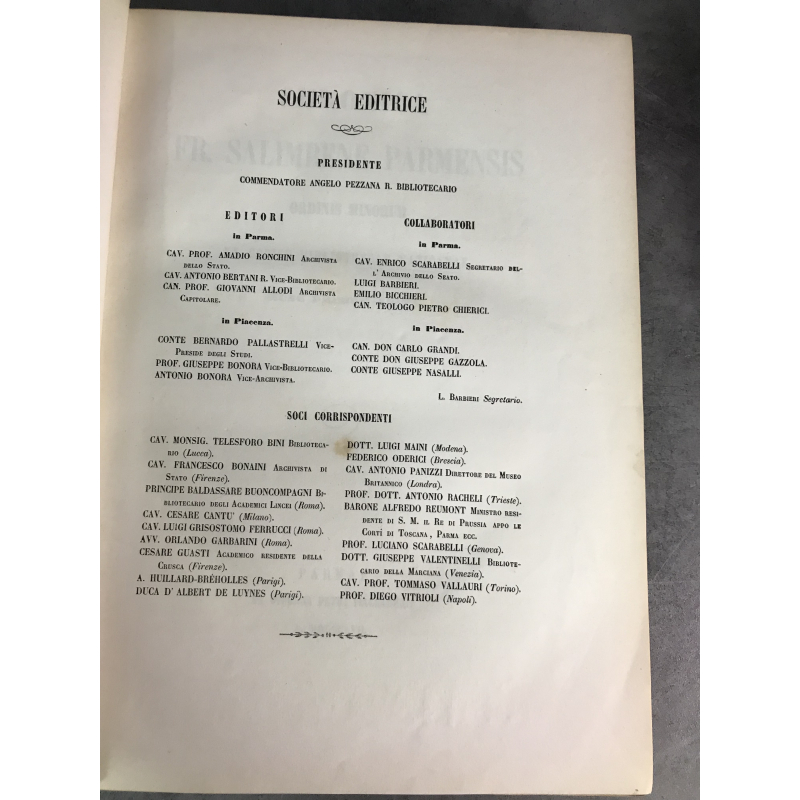 SOCIETÀ EDITRICE
PRESIDENTE
COMMENDATORE ANGELO PEZZANA R. BIBLIOTECARIO
EDITORI
in Parma.
CAV. PROF. AMADIO RONCHINI ARCHIVISTA
DELLO STATO.
CAV. ANTONIO BERTANI R. VICE-BIBLIOTECARIO.
CAN. PROF. GIOVANNI ALLODI ARCHIVISTA
CAPITOLARE.
in Piacenza.
CONTE BERNARDO PALLASTRELLI VICE-
PRESIDE DEGLI STUDI.
PROF. GIUSEPPE BONORA VICE-BIBLIOTECARIO.
ANTONIO BONORA VICE-ARCHIVISTA.
COLLABORATORI
in Parma.
CAV. ENRICO SCARABELLI SEGRETARIO DEL-
L' ARCHIVIO DELLO SEATO.
LUIGI BARBIERI.
EMILIO BICCHIERI.
CAN. TEOLOGO PIETRO CHIERICI.
in Piacenza.
CAN. DON CARLO GRANDI.
CONTE DON GIUSEPPE GAZZOLA.
CONTE GIUSEPPE NASALLI.
L. BARBIERI Segretario.
SOCI CORRISPONDENTI
CAV. MONSIG. TELESFORO BINI BIBLIOTECA-
RIO (Lucca).
CAV. FRANCESCO BONAINI ARCHIVISTA DI
STATO (Firenze).
PRINCIPE BALDASSARE BUONCOMPAGNI BI-
BLIOTECARIO DEGLI ACADEMICI LINCEI (Roma).
CAV. CESARE CANTU' (Milano).
CAV. LUIGI GRISOSTOMO FERRUCCI (Roma).
AVV. ORLANDO GARBARINI (Roma).
CESARE GUASTI ACADEMICO RESIDENTE DELLA
CRUSCA (Firenze).
A. HUILLARD-BRÉHOLLES (Parigi).
DUCA D' ALBERT DE LUYNES (Parigi).
DOTT. LUIGI MAINI (Modena).
FEDERICO ODERICI (Brescia).
CAV. ANTONIO PANIZZI DIRETTORE DEL MUSEO
BRITANNICO (Londra).
PROF. DOTT. ANTONIO RACHELI (Trieste).
BARONE ALFREDO REUMONT MINISTRO RESI-
DENTE DI S. M. IL RE DI PRUSSIA APPO LE
CORTI DI TOSCANA, PARMA ECC.
PROF. LUCIANO SCARABELLI (Genova).
DOTT. GIUSEPPE VALENTINELLI BIBLIOTE-
CARIO DELLA MARCIANA (Venezia).
CAV. PROF. TOMMASO VALLAURI (Torino).
PROF. DIEGO VITRIOLI (Napoli).
FR. SALIMBENE PARMENSIS
ORDINIS MINORUM